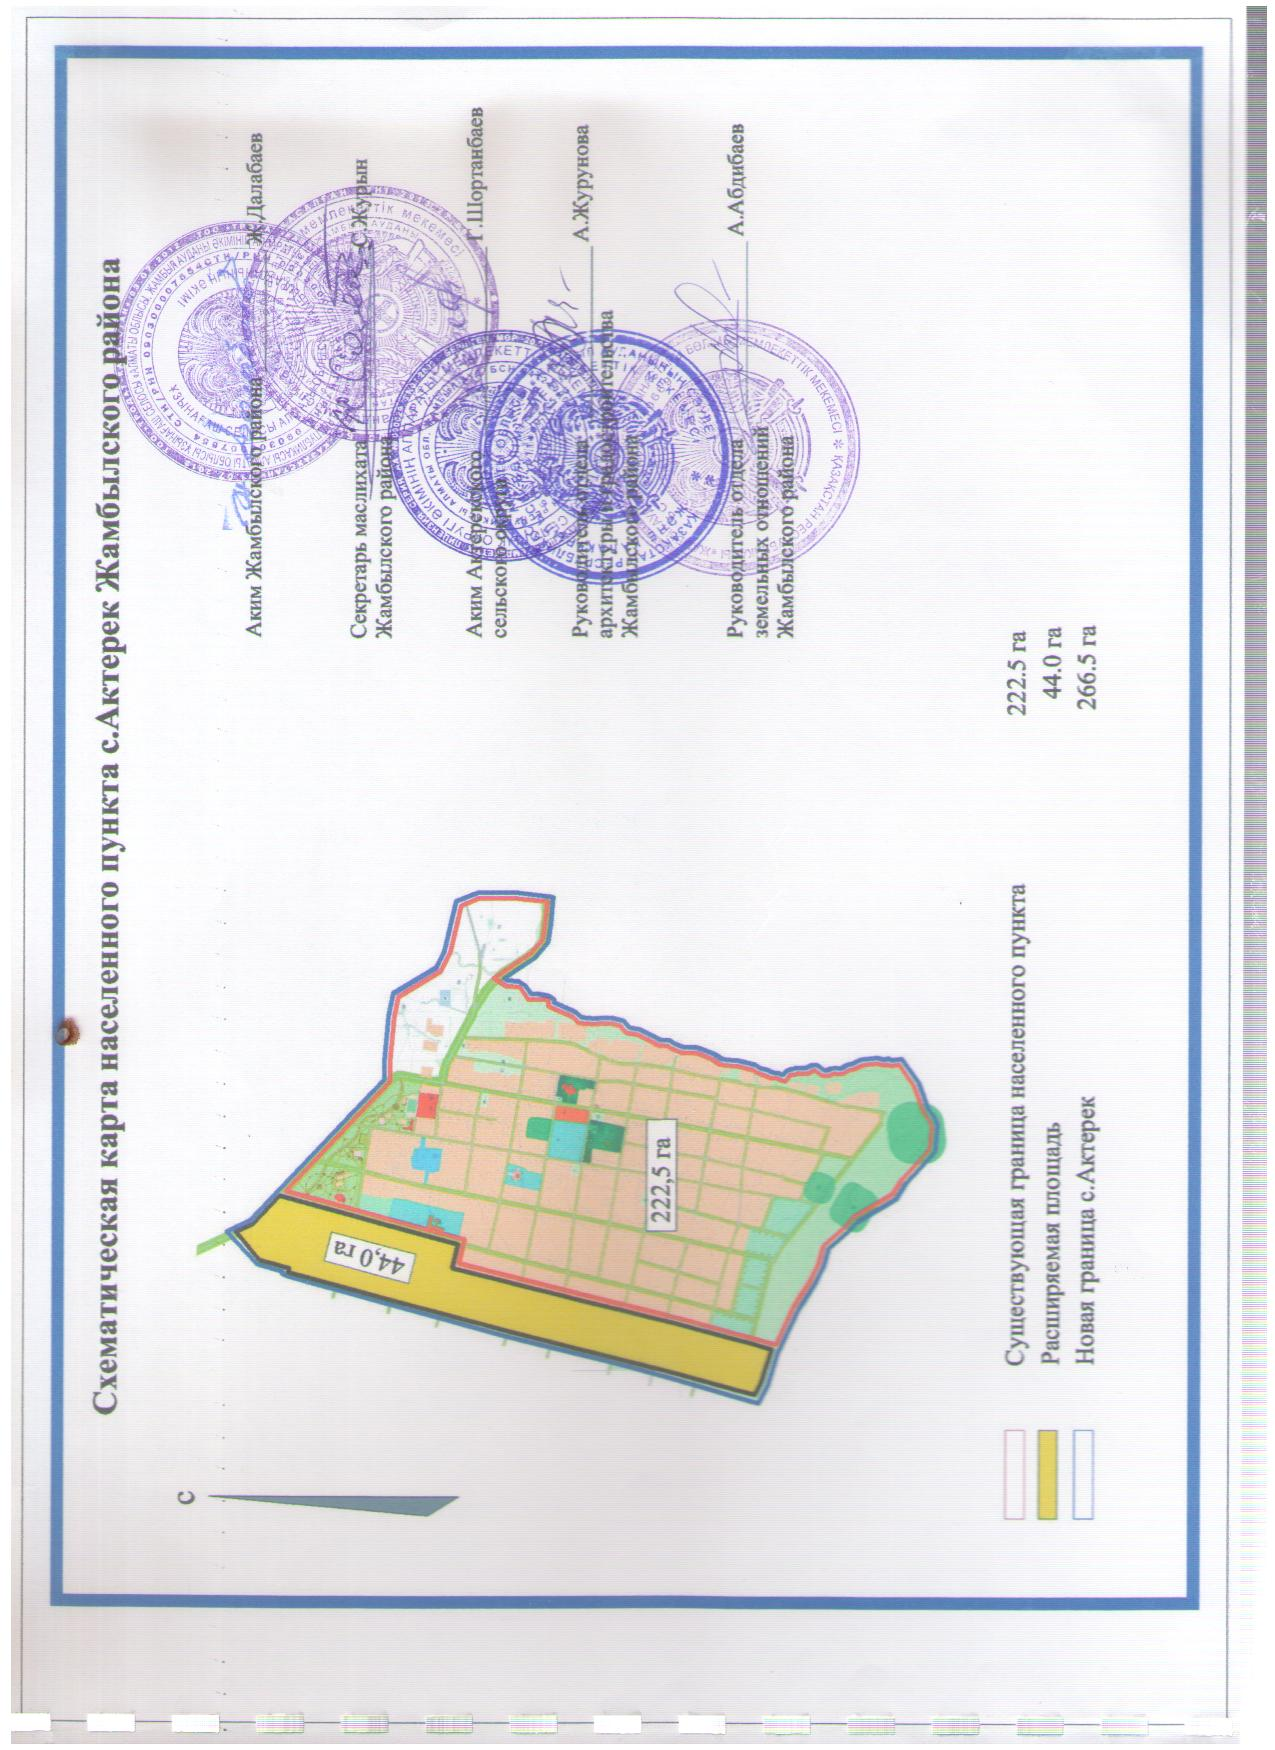 Схематическая карта населенного пункта с.Актерек Жамбылского района
Аким Жамбылского района Ж.Далабаев
Секретарь маслихата
Жамбылского района С.Журын
Аким Актерекского
сельского округа Г.Шортанбаев
Руководитель отдела
архитектуры и градостроительства
Жамбылского района А.Журунова
Руководитель отдела
земельных отношений
Жамбылского района А.Абдибаев
С
44,0 га
222,5 га
Существующая граница населенного пункта 222.5 га
Расширяемая площадь 44.0 га
Новая граница с.Актерек 266.5 га